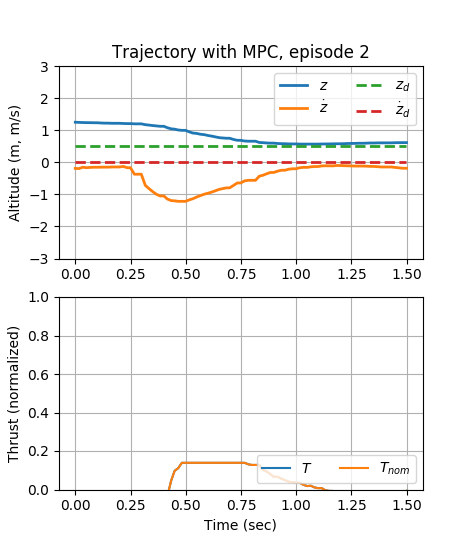 Trajectory with MPC, episode 2
3
2
1
0
−1
−2
−3
Altitude (m, m/s)
z
ż
z_d
ż_d
0.00 0.25 0.50 0.75 1.00 1.25 1.50
1.0
0.8
0.6
0.4
0.2
0.0
Thrust (normalized)
T
T_nom
0.00 0.25 0.50 0.75 1.00 1.25 1.50
Time (sec)